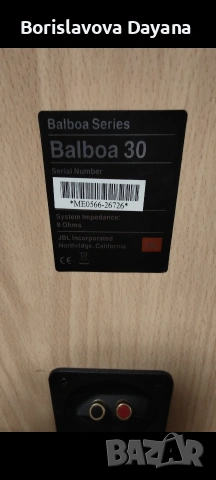 Borislavova Dayana
Balboa Series
Balboa 30
Serial Number
*ME0566-26726*
System Impedance:
8 Ohms
JBL Incorporated
Northridge, California
CE
BAZAR